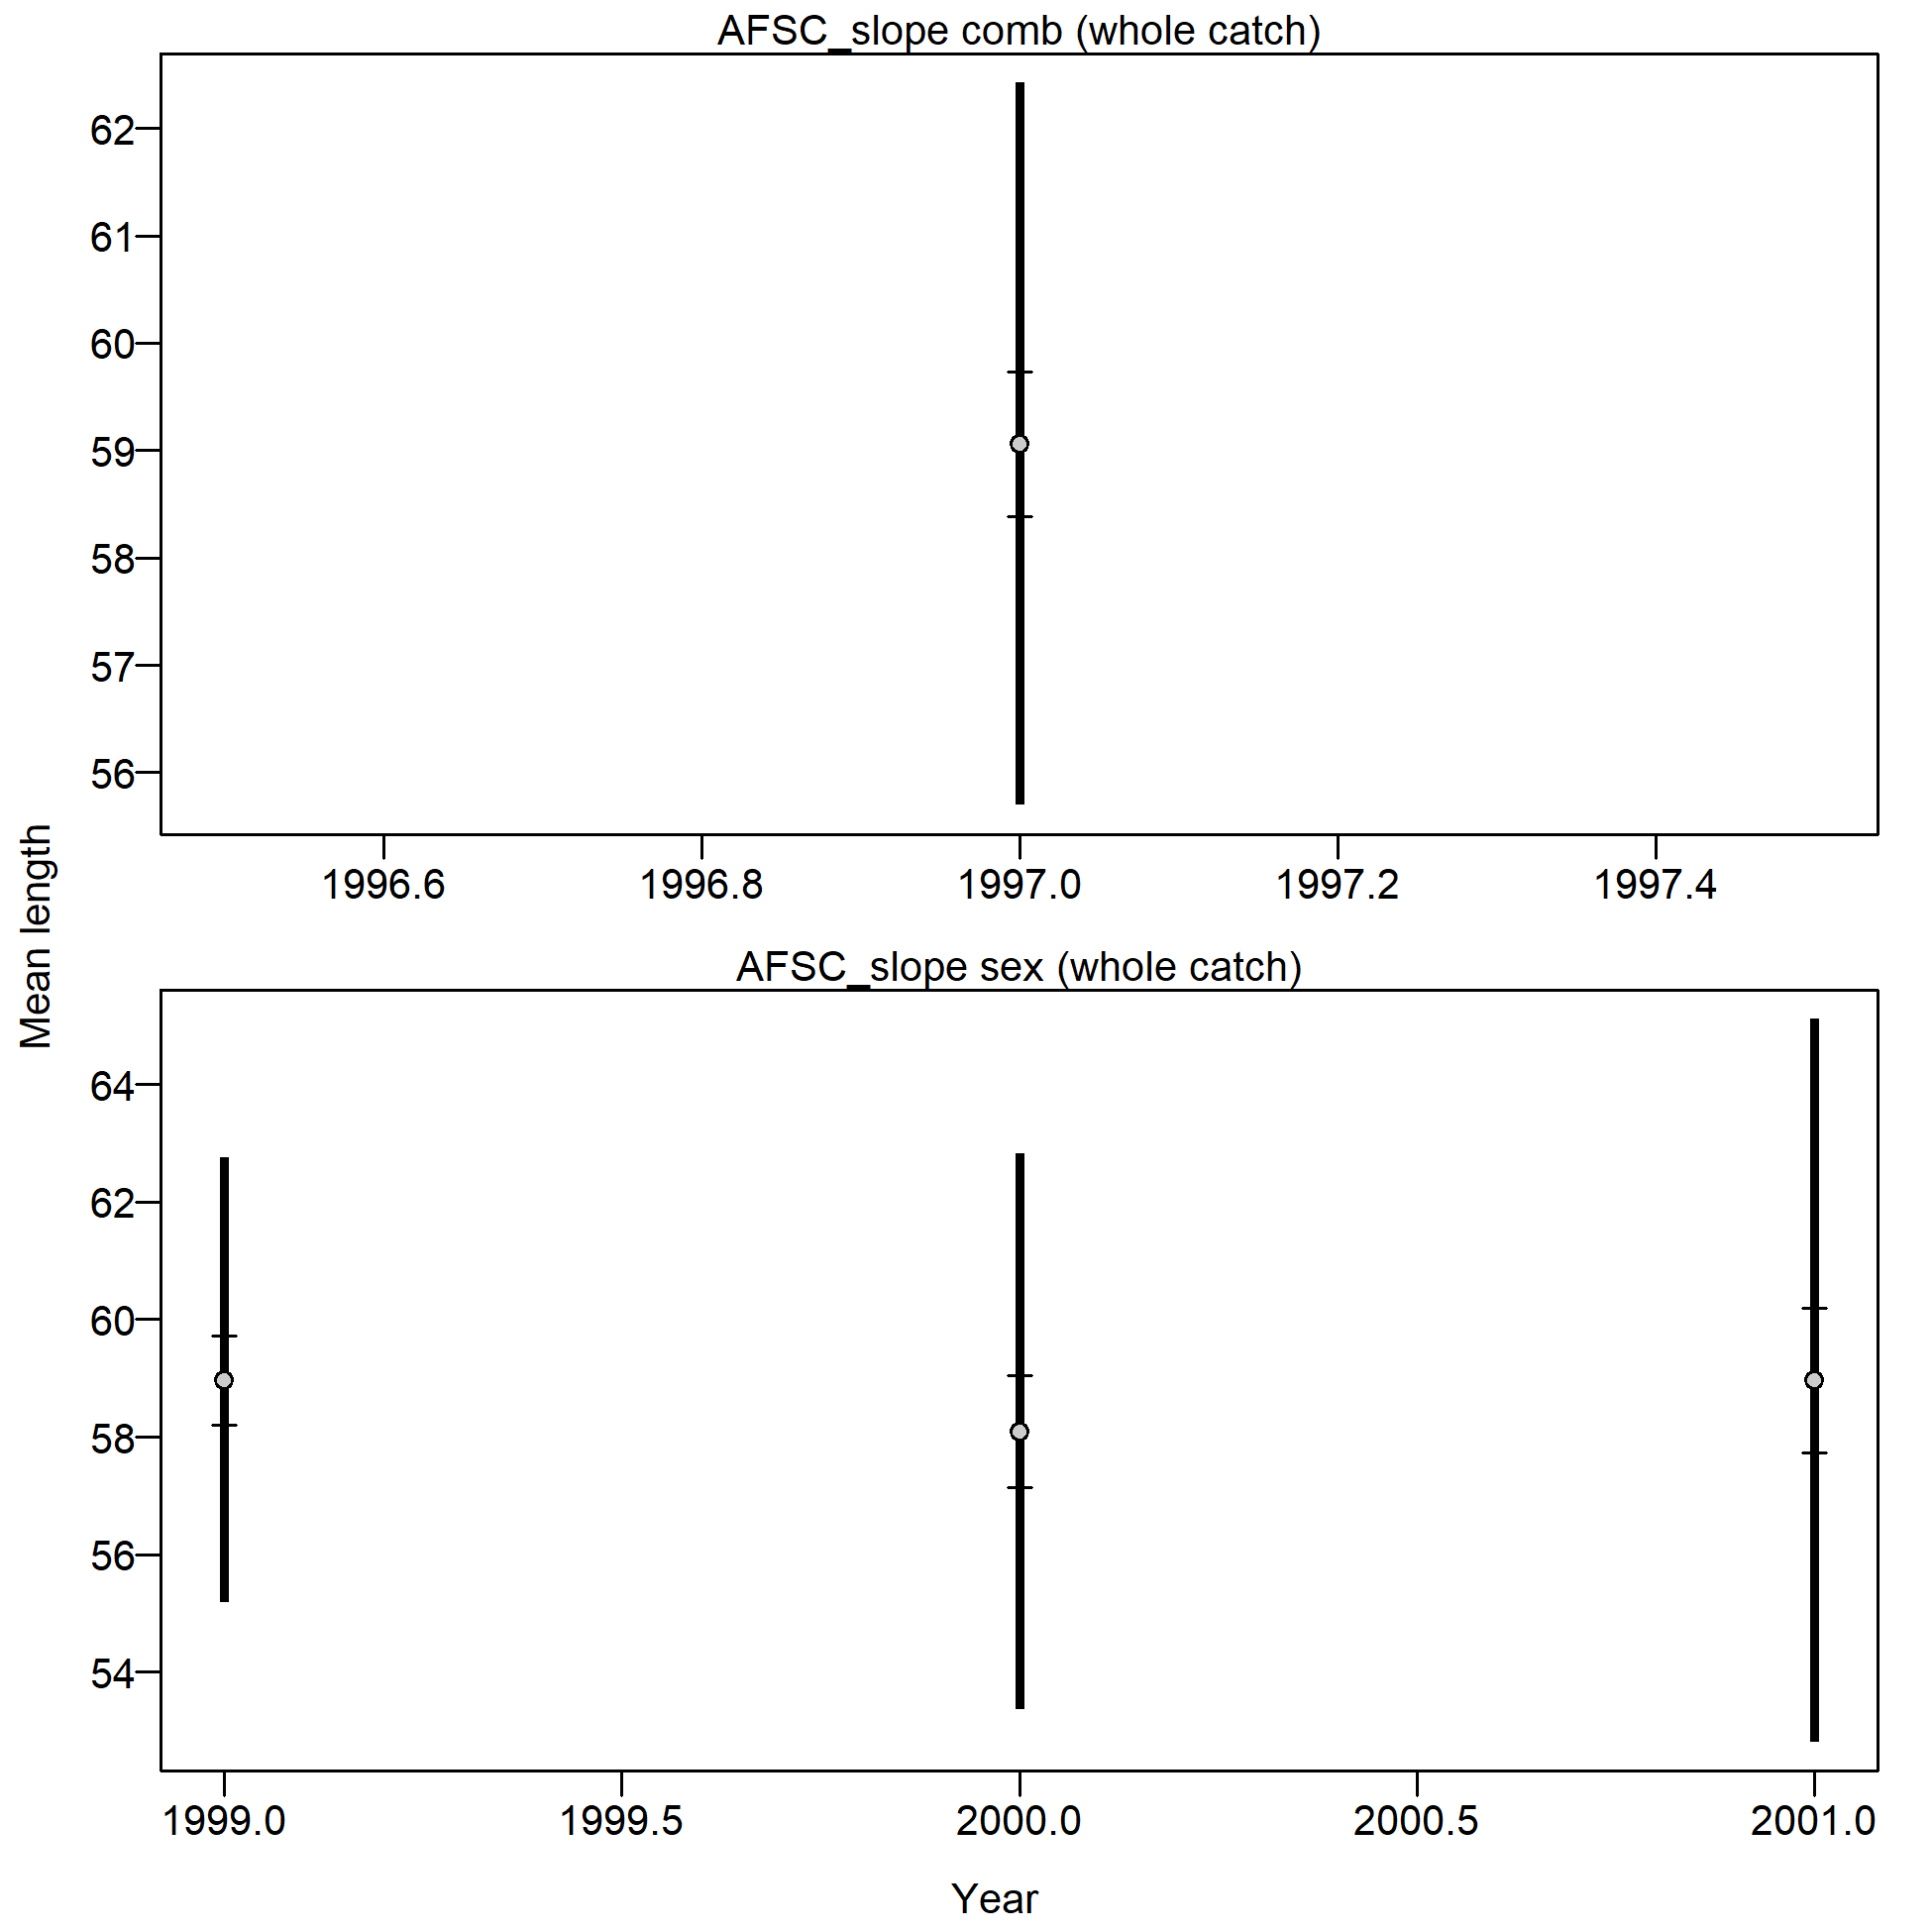 AFSC_slope comb (whole catch)
62
61
60
59
58
57
56
1996.6 1996.8 1997.0 1997.2 1997.4
Mean length
AFSC_slope sex (whole catch)
64
62
60
58
56
54
1999.0 1999.5 2000.0 2000.5 2001.0
Year